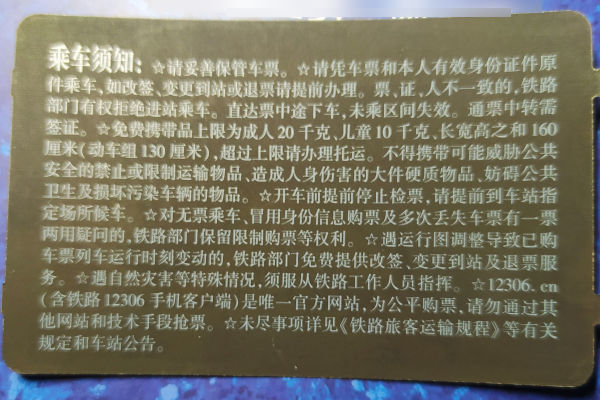 乘车须知：☆请妥善保管车票。☆请凭车票和本人有效身份证件原
件乘车，如改签、变更到站或退票请提前办理。票、证、人不一致的，铁路
部门有权拒绝进站乘车。直达票中途下车，未乘区间失效。通票中转需
签证。☆免费携带品上限为成人20千克，儿童10千克，长宽高之和160
厘米(动车组130厘米)，超过上限请办理托运。不得携带可能威胁公共
安全的禁止或限制运输物品、造成人身伤害的大件硬质物品、妨碍公共
卫生及损坏污染车辆的物品。☆开车前提前停止检票，请提前到车站指
定场所候车。☆对无票乘车、冒用身份信息购票及多次丢失车票有一票
两用疑问的，铁路部门保留限制购票等权利。☆遇运行图调整导致已购
车票列车运行时刻变动的，铁路部门免费提供改签、变更到站及退票服
务。☆遇自然灾害等特殊情况，须服从铁路工作人员指挥。☆12306.cn
(含铁路12306手机客户端)是唯一官方网站，为公平购票，请勿通过其
他网站和技术手段抢票。☆未尽事项详见《铁路旅客运输规程》等有关
规定和车站公告。